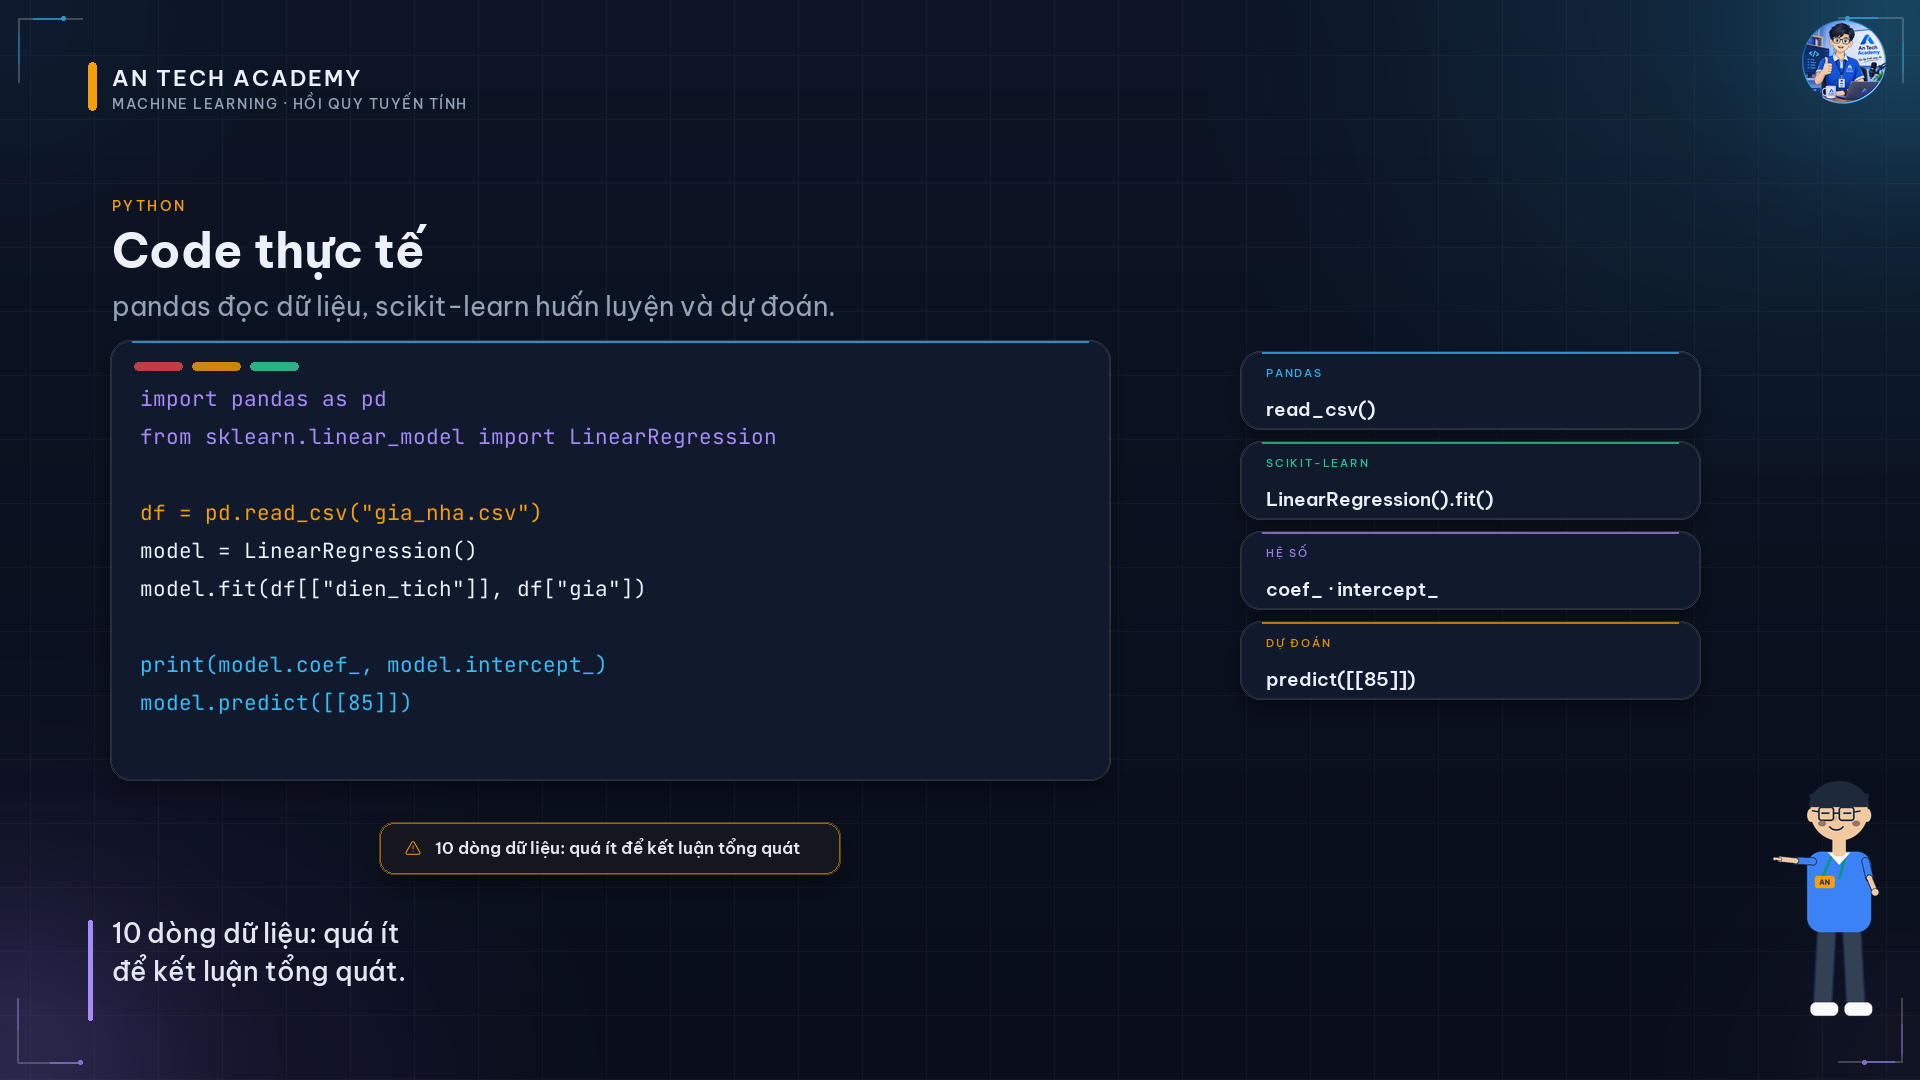 AN TECH ACADEMY
MACHINE LEARNING · HỒI QUY TUYẾN TÍNH
An Tech
Academy
PYTHON
Code thực tế
pandas đọc dữ liệu, scikit-learn huấn luyện và dự đoán.
import pandas as pd
from sklearn.linear_model import LinearRegression
df = pd.read_csv("gia_nha.csv")
model = LinearRegression()
model.fit(df[["dien_tich"]], df["gia"])
print(model.coef_, model.intercept_)
model.predict([[85]])
PANDAS
read_csv()
SCIKIT-LEARN
LinearRegression().fit()
HỆ SỐ
coef_ · intercept_
DỰ ĐOÁN
predict([[85]])
10 dòng dữ liệu: quá ít để kết luận tổng quát
10 dòng dữ liệu: quá ít
để kết luận tổng quát.
AN